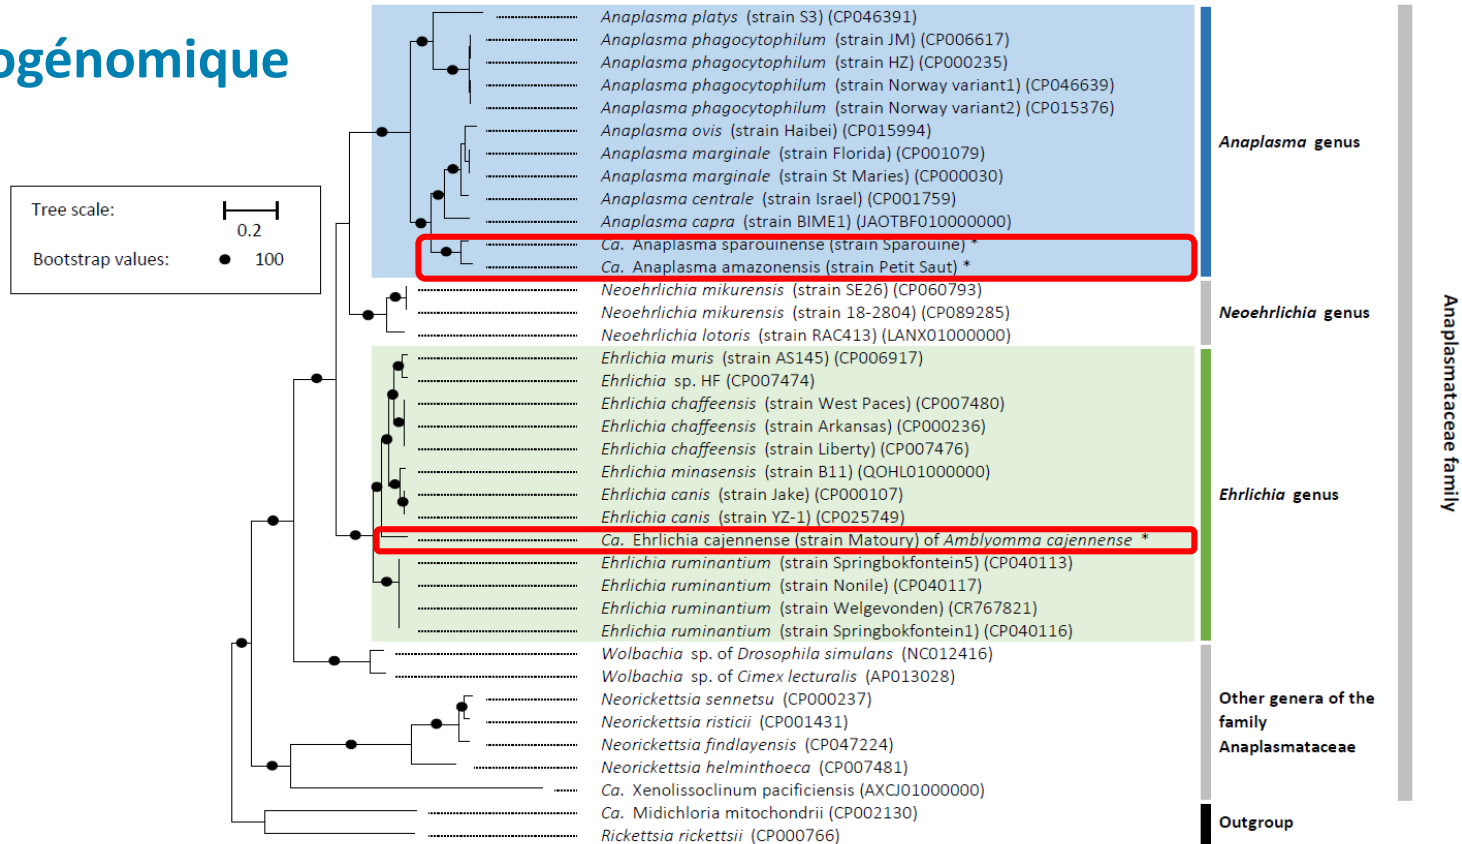 ogénomique
Tree scale:
0.2
Bootstrap values: 100
Anaplasma platys (strain S3) (CP046391)
Anaplasma phagocytophilum (strain JM) (CP006617)
Anaplasma phagocytophilum (strain HZ) (CP000235)
Anaplasma phagocytophilum (strain Norway variant1) (CP046639)
Anaplasma phagocytophilum (strain Norway variant2) (CP015376)
Anaplasma ovis (strain Haibei) (CP015994)
Anaplasma marginale (strain Florida) (CP001079)
Anaplasma marginale (strain St Maries) (CP000030)
Anaplasma centrale (strain Israel) (CP001759)
Anaplasma capra (strain BIME1) (JAOTBF010000000)
Ca. Anaplasma sparouinense (strain Sparouine) *
Ca. Anaplasma amazonensis (strain Petit Saut) *
Neoehrlichia mikurensis (strain SE26) (CP060793)
Neoehrlichia mikurensis (strain 18-2804) (CP089285)
Neoehrlichia lotoris (strain RAC413) (LANX01000000)
Ehrlichia muris (strain AS145) (CP006917)
Ehrlichia sp. HF (CP007474)
Ehrlichia chaffeensis (strain West Paces) (CP007480)
Ehrlichia chaffeensis (strain Arkansas) (CP000236)
Ehrlichia chaffeensis (strain Liberty) (CP007476)
Ehrlichia minasensis (strain B11) (QOHL01000000)
Ehrlichia canis (strain Jake) (CP000107)
Ehrlichia canis (strain YZ-1) (CP025749)
Ca. Ehrlichia cajennense (strain Matoury) of Amblyomma cajennense *
Ehrlichia ruminantium (strain Springbokfontein5) (CP040113)
Ehrlichia ruminantium (strain Nonile) (CP040117)
Ehrlichia ruminantium (strain Welgevonden) (CR767821)
Ehrlichia ruminantium (strain Springbokfontein1) (CP040116)
Wolbachia sp. of Drosophila simulans (NC012416)
Wolbachia sp. of Cimex lecturalis (AP013028)
Neorickettsia sennetsu (CP000237)
Neorickettsia risticii (CP001431)
Neorickettsia findlayensis (CP047224)
Neorickettsia helminthoeca (CP007481)
Ca. Xenolissoclinum pacificiensis (AXCJ01000000)
Ca. Midichloria mitochondrii (CP002130)
Rickettsia rickettsii (CP000766)
Anaplasma genus
Neoehrlichia genus
Ehrlichia genus
Other genera of the
family
Anaplasmataceae
Outgroup
Anaplasmataceae family